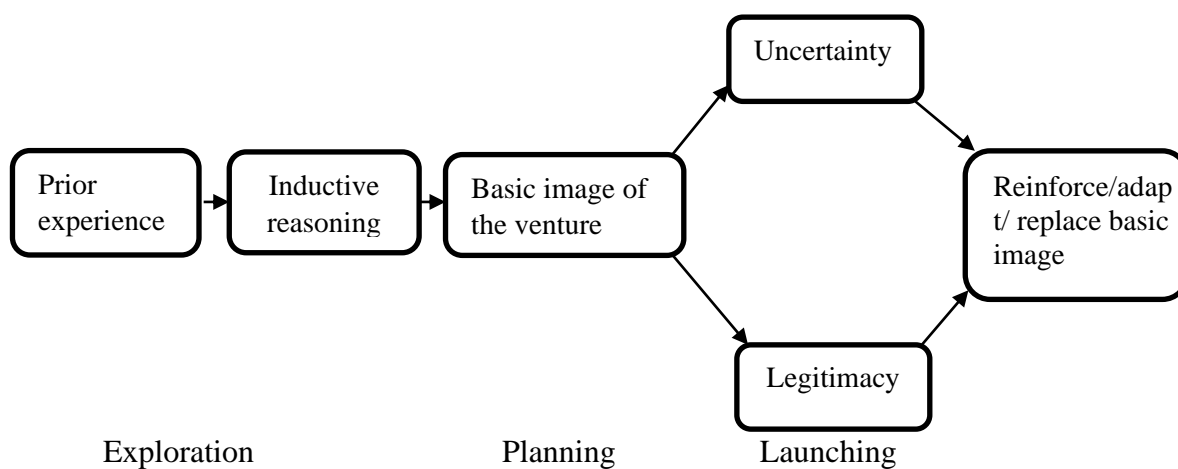 Uncertainty
Prior
experience
Inductive
reasoning
Basic image of
the venture
Reinforce/adap
t/ replace basic
image
Legitimacy
Exploration
Planning
Launching